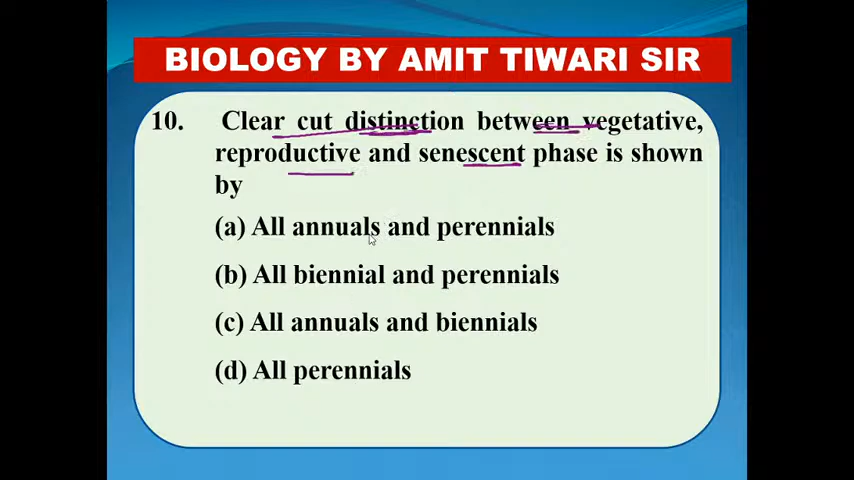 BIOLOGY BY AMIT TIWARI SIR
10. Clear cut distinction between vegetative,
reproductive and senescent phase is shown
by
(a) All annuals and perennials
(b) All biennial and perennials
(c) All annuals and biennials
(d) All perennials